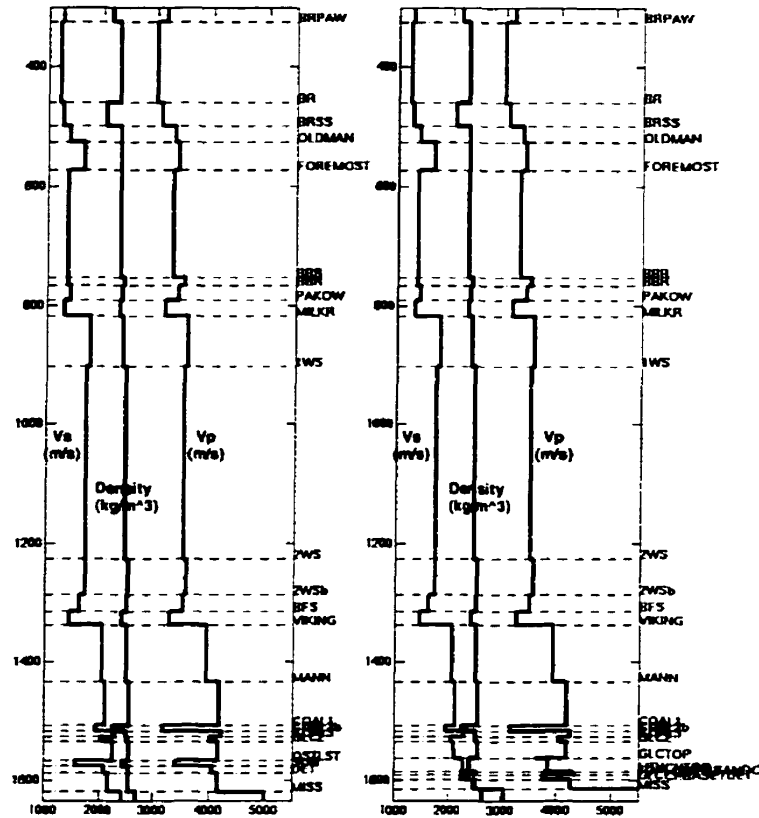 BRPAW
400
BR
BRSS
OLDMAN
FOREMOST
600
PAKOW
800
MILKR
1WS
Vs
(m/s)
Vp
(m/s)
1000
Density
(kg/m^3)
1200
2WS
2WSb
BFS
VIKING
1400
MANN
COAL1
OSTLST
DET
1600
MISS
1000
2000
3000
4000
5000
BRPAW
400
BR
BRSS
OLDMAN
FOREMOST
600
PAKOW
800
MILKR
1WS
Vs
(m/s)
Vp
(m/s)
1000
Density
(kg/m^3)
1200
2WS
2WSb
BFS
VIKING
1400
MANN
COAL1
GLCTOP
1600
MISS
1000
2000
3000
4000
5000